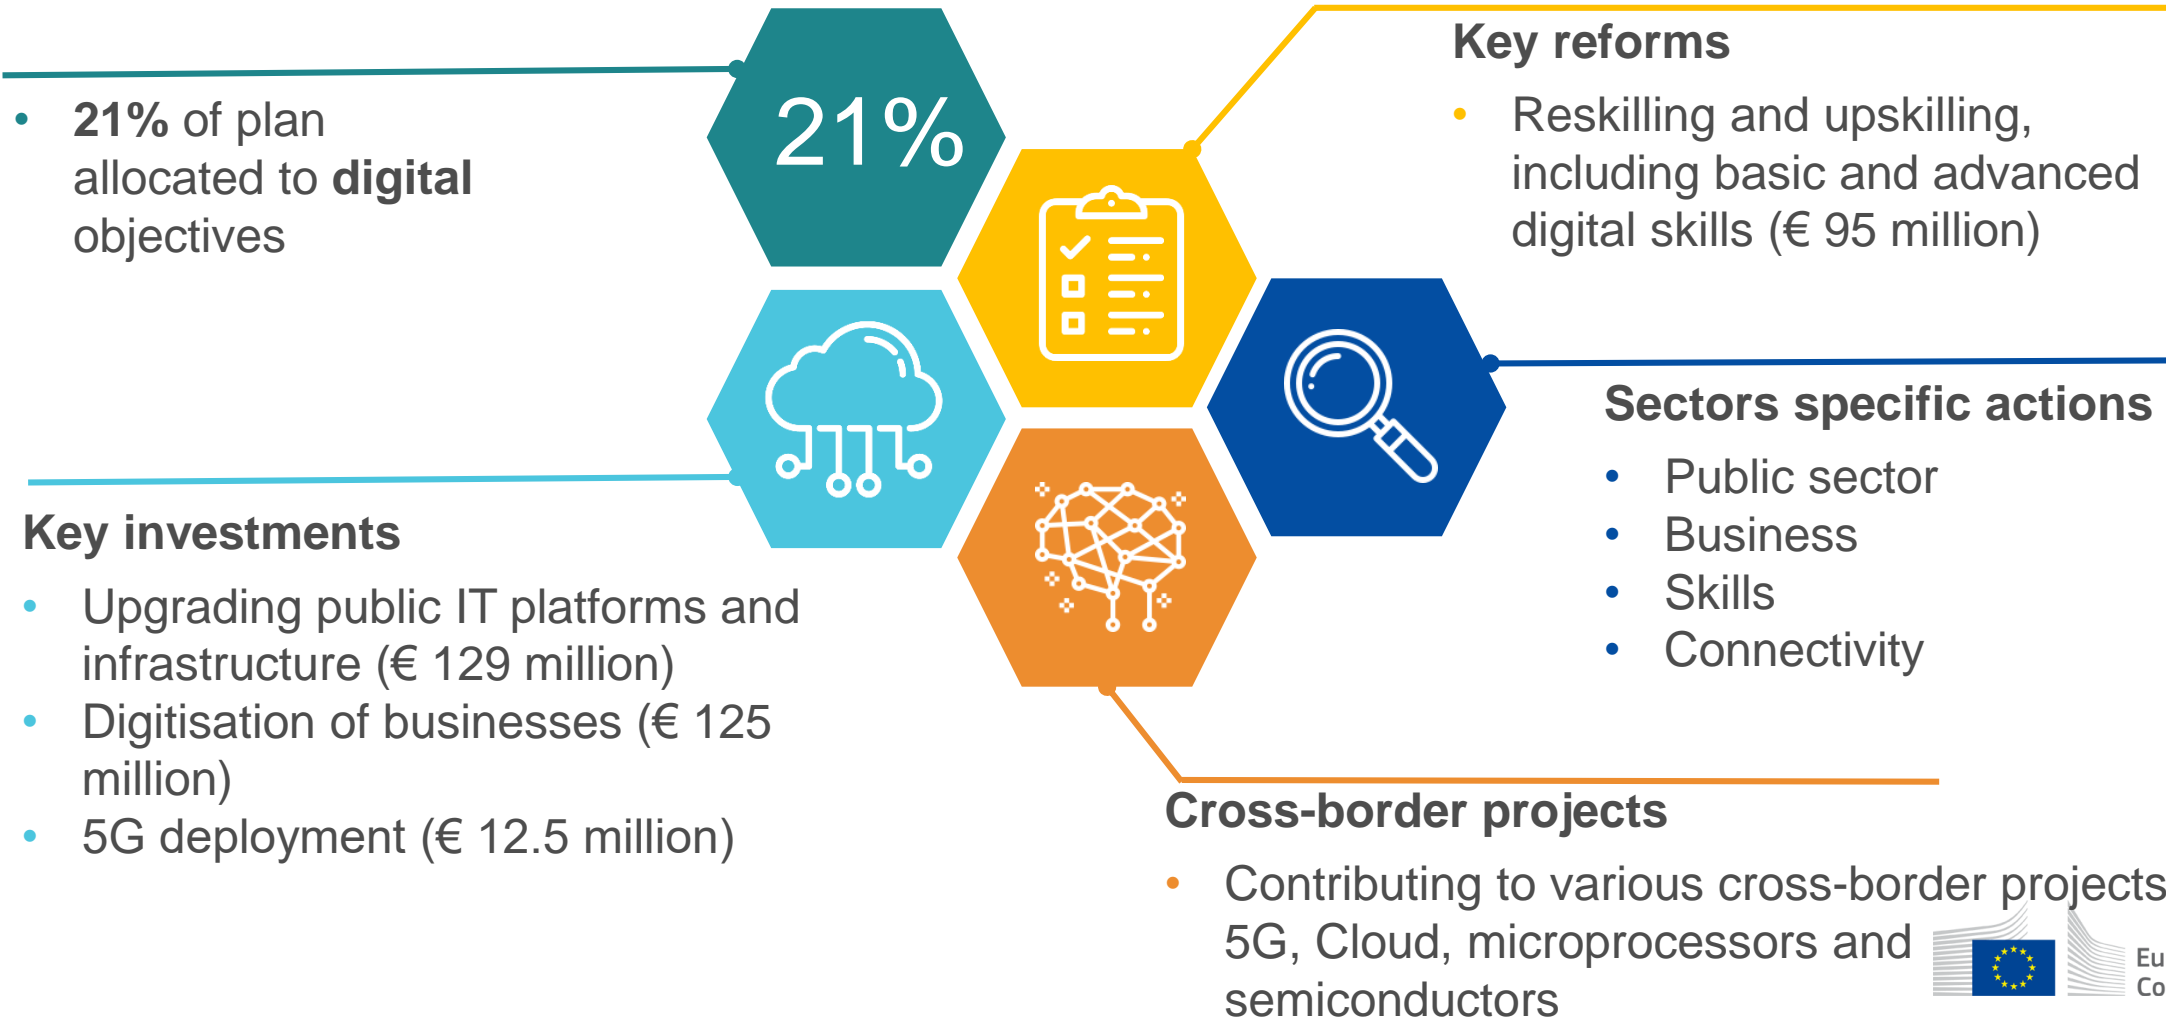 • 21% of plan
allocated to digital
objectives
21%
Key reforms
• Reskilling and upskilling,
including basic and advanced
digital skills (€ 95 million)
Sectors specific actions
• Public sector
• Business
• Skills
• Connectivity
Key investments
• Upgrading public IT platforms and
infrastructure (€ 129 million)
• Digitisation of businesses (€ 125
million)
• 5G deployment (€ 12.5 million)
Cross-border projects
• Contributing to various cross-border projects
5G, Cloud, microprocessors and
semiconductors
Eu
Co